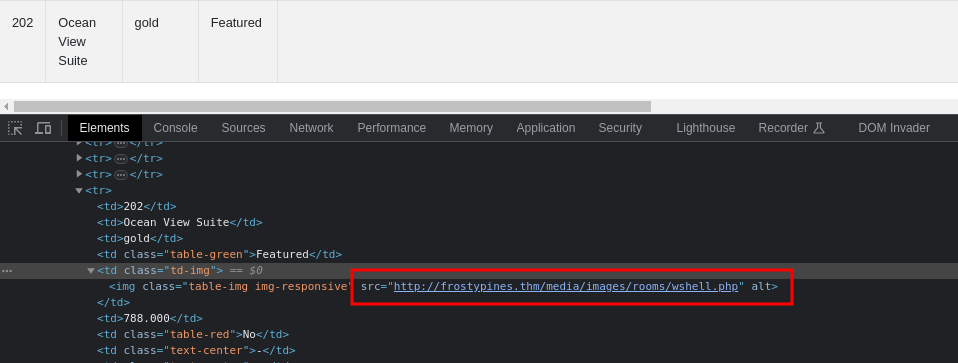 202 Ocean View Suite gold Featured
Elements Console Sources Network Performance Memory Application Security Lighthouse Recorder DOM Invader
<tr>…</tr>
<tr>…</tr>
<tr>…</tr>
<tr>
<td>202</td>
<td>Ocean View Suite</td>
<td>gold</td>
<td class="table-green">Featured</td>
<td class="td-img"> == $0
<img class="table-img img-responsive" src="http://frostypines.thm/media/images/rooms/wshell.php" alt>
</td>
<td>788.000</td>
<td class="table-red">No</td>
<td class="text-center">-</td>